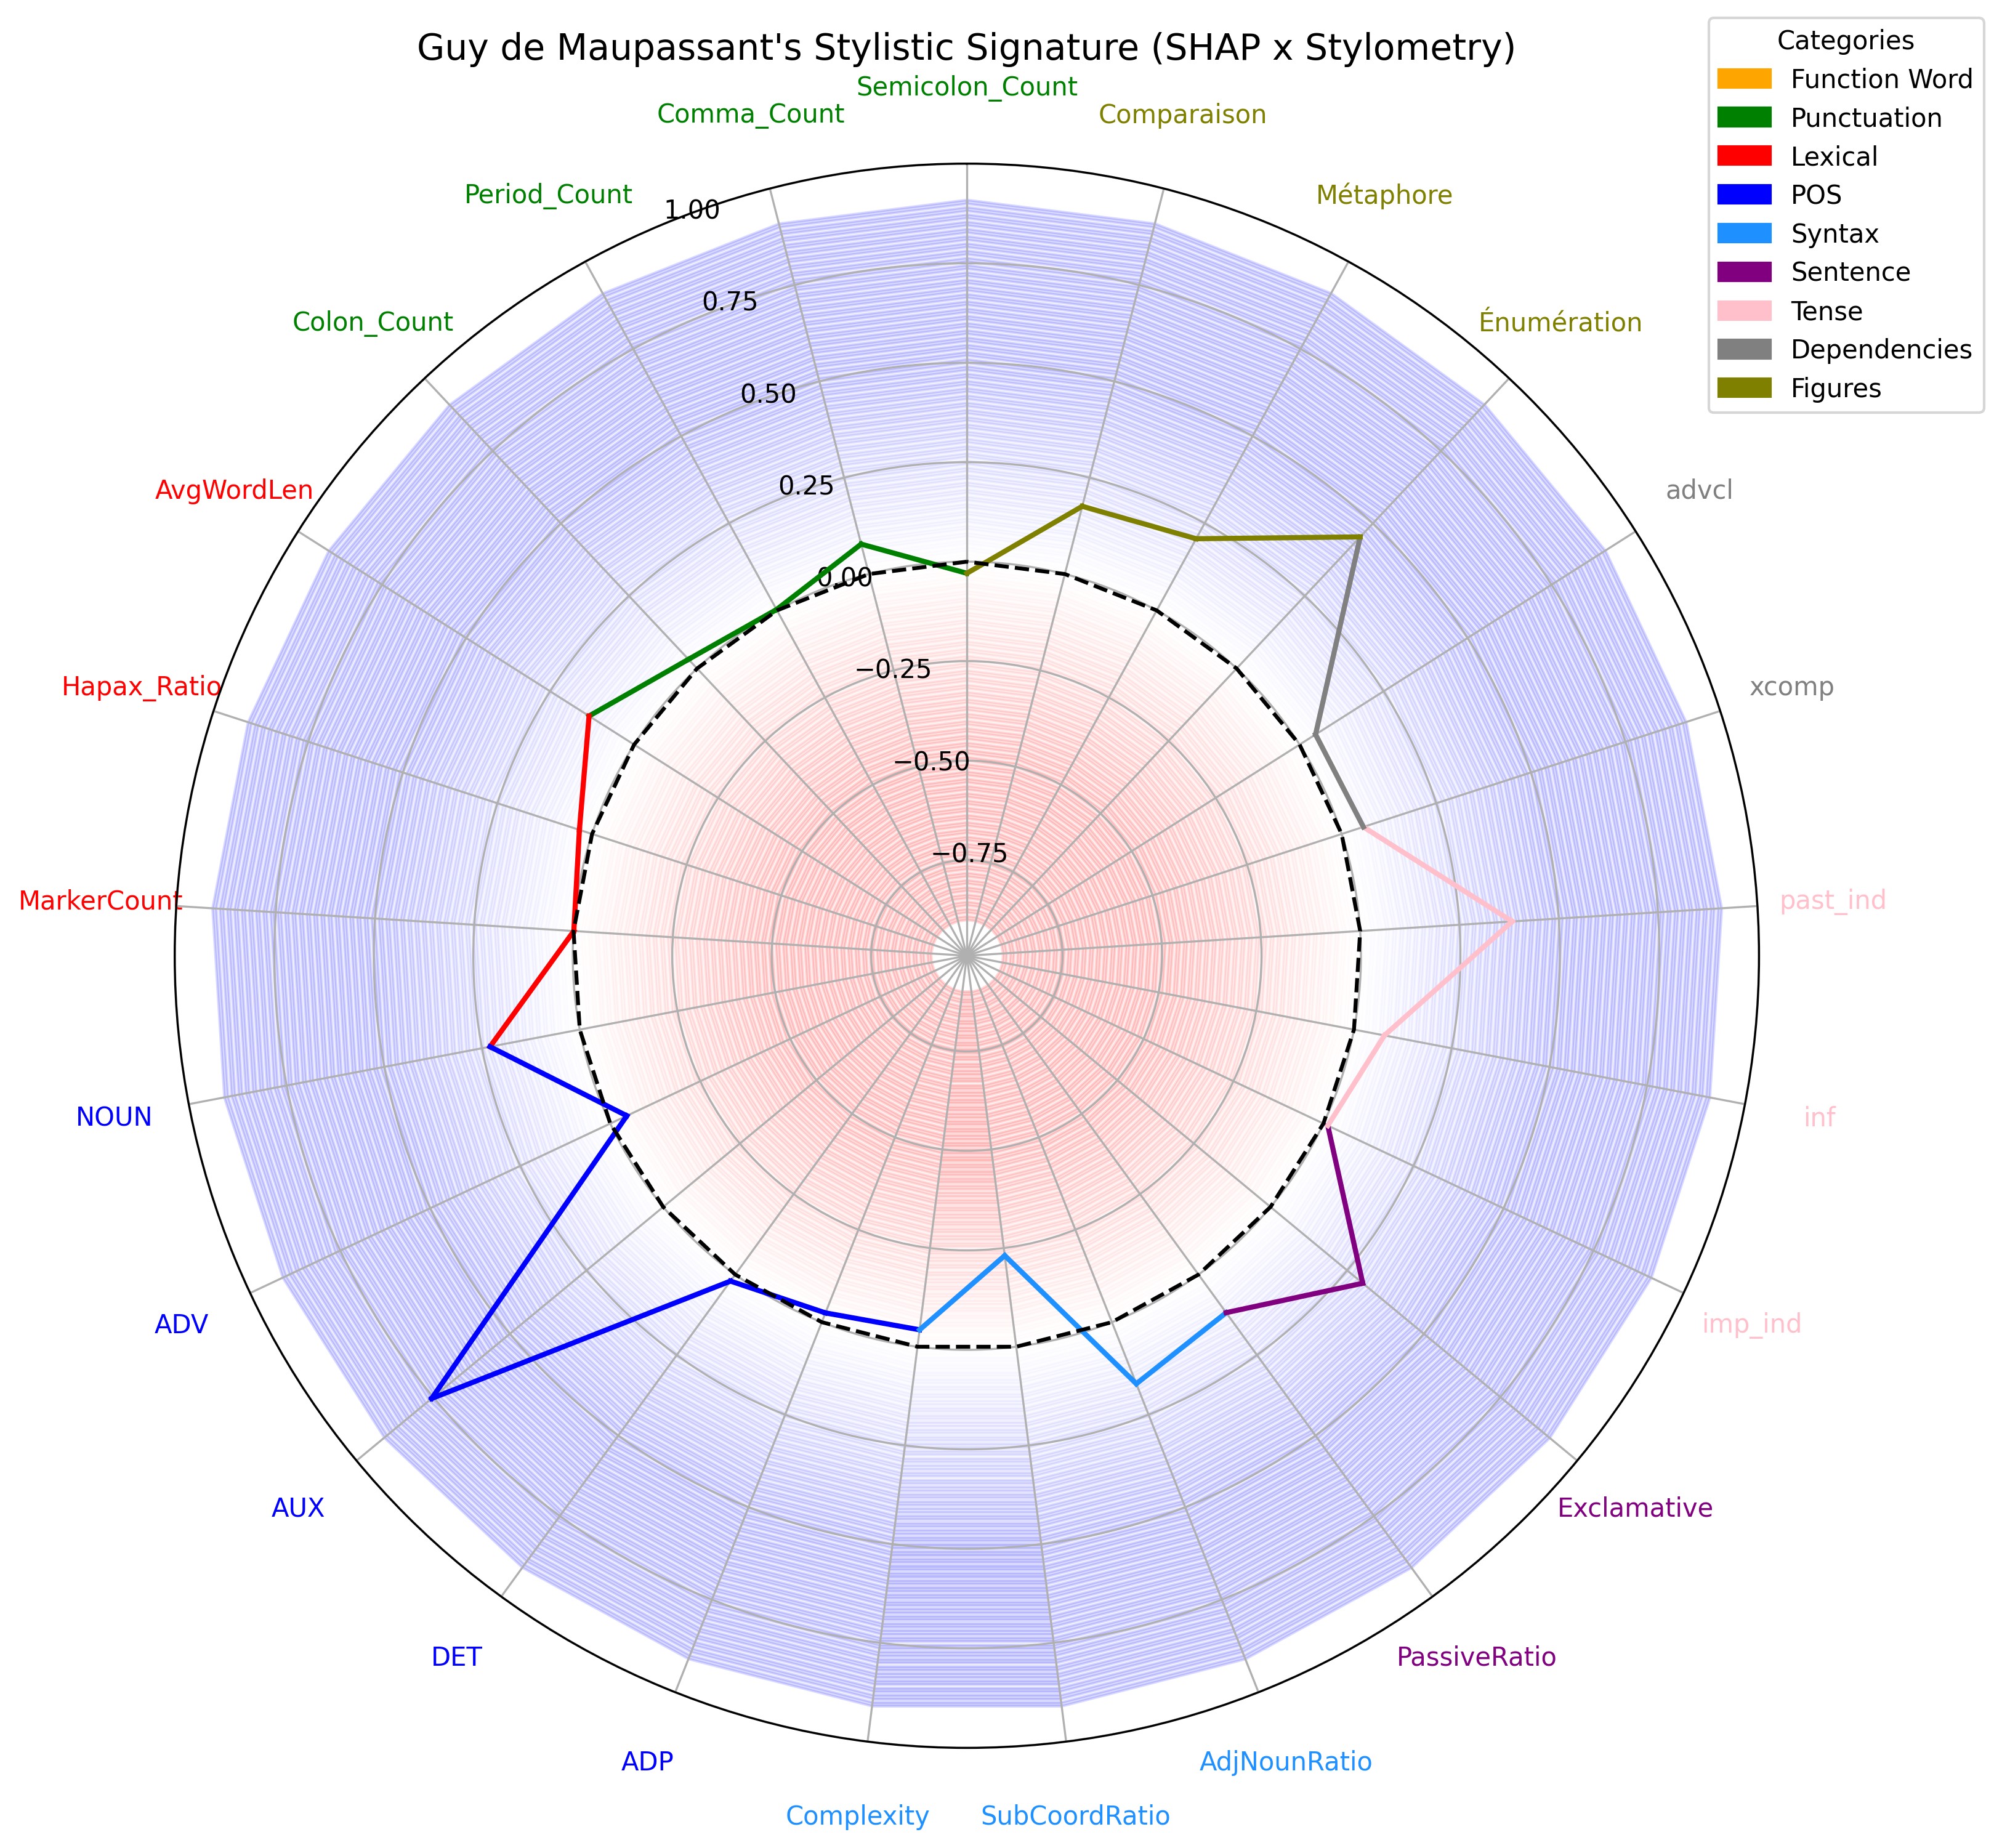 Guy de Maupassant's Stylistic Signature (SHAP x Stylometry)
Categories
Function Word
Punctuation
Lexical
POS
Syntax
Sentence
Tense
Dependencies
Figures
Semicolon_Count
Comma_Count
Comparaison
Period_Count
Métaphore
Colon_Count
Énumération
AvgWordLen
advcl
Hapax_Ratio
xcomp
MarkerCount
past_ind
NOUN
inf
ADV
imp_ind
AUX
Exclamative
DET
PassiveRatio
ADP
AdjNounRatio
Complexity
SubCoordRatio
1.00
0.75
0.50
0.25
0.00
−0.25
−0.50
−0.75